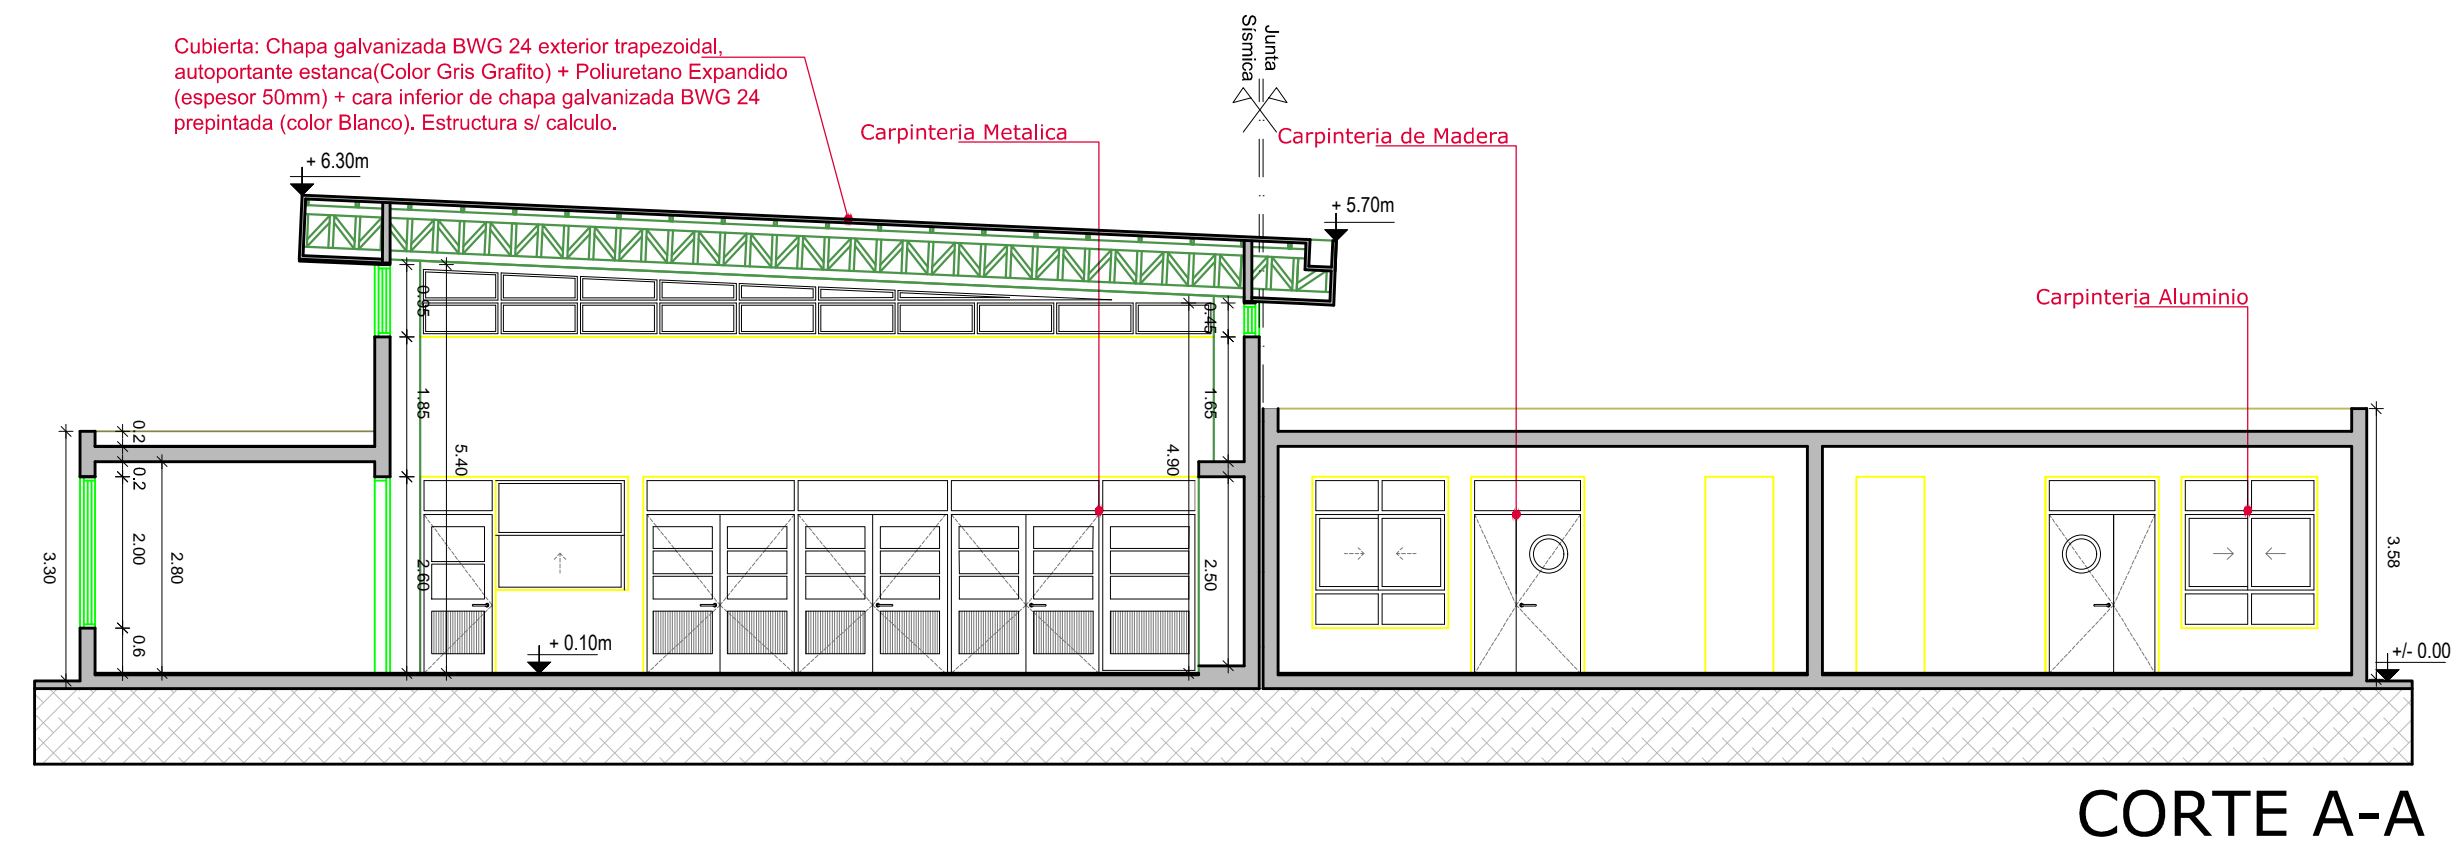 Cubierta: Chapa galvanizada BWG 24 exterior trapezoidal,
autoportante estanca(Color Gris Grafito) + Poliuretano Expandido
(espesor 50mm) + cara inferior de chapa galvanizada BWG 24
prepintada (color Blanco). Estructura s/ calculo.
Junta
Sísmica
Carpinteria Metalica
Carpinteria de Madera
+ 6.30m
+ 5.70m
Carpinteria Aluminio
0.95
0.45
1.85
1.65
5.40
4.90
0.2
0.2
2.00
2.80
3.30
0.6
2.60
2.50
3.58
+ 0.10m
+/- 0.00
CORTE A-A